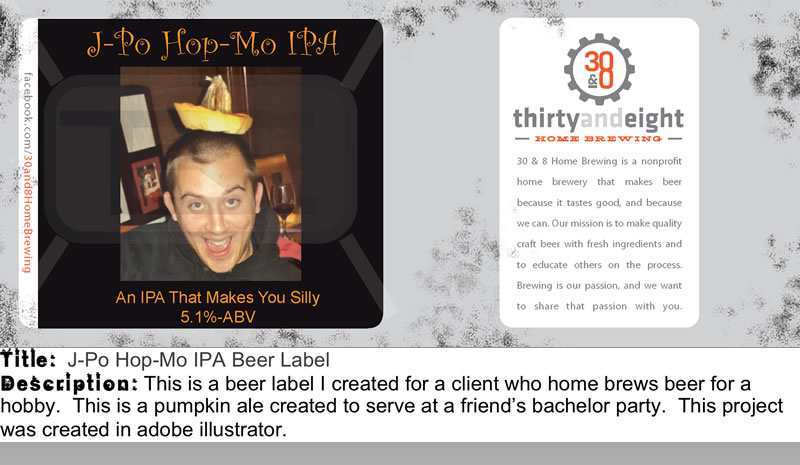 J-Po Hop-Mo IPA
facebook.com/30and8HomeBrewing
An IPA That Makes You Silly
5.1%-ABV
30
&
8
thirtyandeight
HOME BREWING
30 & 8 Home Brewing is a nonprofit
home brewery that makes beer
because it tastes good, and because
we can. Our mission is to make quality
craft beer with fresh ingredients and
to educate others on the process.
Brewing is our passion, and we want
to share that passion with you.
Title: J-Po Hop-Mo IPA Beer Label
Description: This is a beer label I created for a client who home brews beer for a
hobby. This is a pumpkin ale created to serve at a friend’s bachelor party. This project
was created in adobe illustrator.